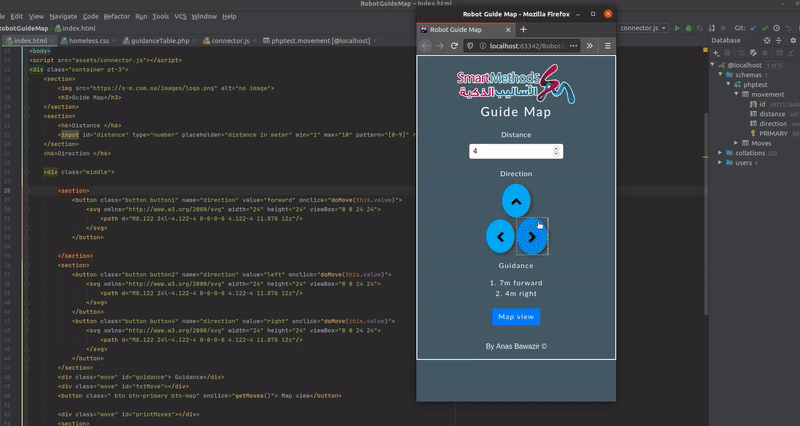 RobotGuideMap – index.html
Window Navigate Code Refactor Run Tools VCS Window Help
RobotGuideMap index.html
connector.js
Git:
index.html homeless.css guidanceTable.php connector.js phptest.movement [@localhost]
<body>
<script src="assets/connector.js"></script>
<div class="container pt-3">
<section>
<img src="https://s-m.com.sa/images/logo.png" alt="no image">
<h3>Guide Map</h3>
</section>
<section>
<h6>Distance </h6>
<input id="distance" type="number" placeholder="distance in meter" min="1" max="10" pattern="[0-9]" r
</section>
<h6>Direction </h6>
<div class="middle">
<section>
<button class="button button1" name="direction" value="forward" onclick="doMove(this.value)">
<svg xmlns="http://www.w3.org/2000/svg" width="24" height="24" viewBox="0 0 24 24">
<path d="M8.122 24l-4.122-4 8-8-8-8 4.122-4 11.878 12z"/>
</svg>
</button>
</section>
<section>
<button class="button button2" name="direction" value="left" onclick="doMove(this.value)">
<svg xmlns="http://www.w3.org/2000/svg" width="24" height="24" viewBox="0 0 24 24">
<path d="M8.122 24l-4.122-4 8-8-8-8 4.122-4 11.878 12z"/>
</svg>
</button>
<button class="button button4" name="direction" value="right" onclick="doMove(this.value)">
<svg xmlns="http://www.w3.org/2000/svg" width="24" height="24" viewBox="0 0 24 24">
<path d="M8.122 24l-4.122-4 8-8-8-8 4.122-4 11.878 12z"/>
</svg>
</button>
</section>
<div class="move" id="guidance"> Guidance</div>
<div class="move" id="txtMove"></div>
<button class=" btn btn-primary btn-map" onclick="getMoves()"> Map view</button>
<div class="move" id="printMoves"></div>
<section>
Robot Guide Map - Mozilla Firefox
Robot Guide Map
localhost:63342/Robot
SmartMethods
الأساليب الذكية
Guide Map
Distance
4
Direction
Guidance
1. 7m forward
2. 4m right
Map view
By Anas Bawazir ©
Database
@localhost 1 of 5
schemas 1
phptest
movement
id int(11)
distance
direction
PRIMARY
Moves
collations 222
users 6